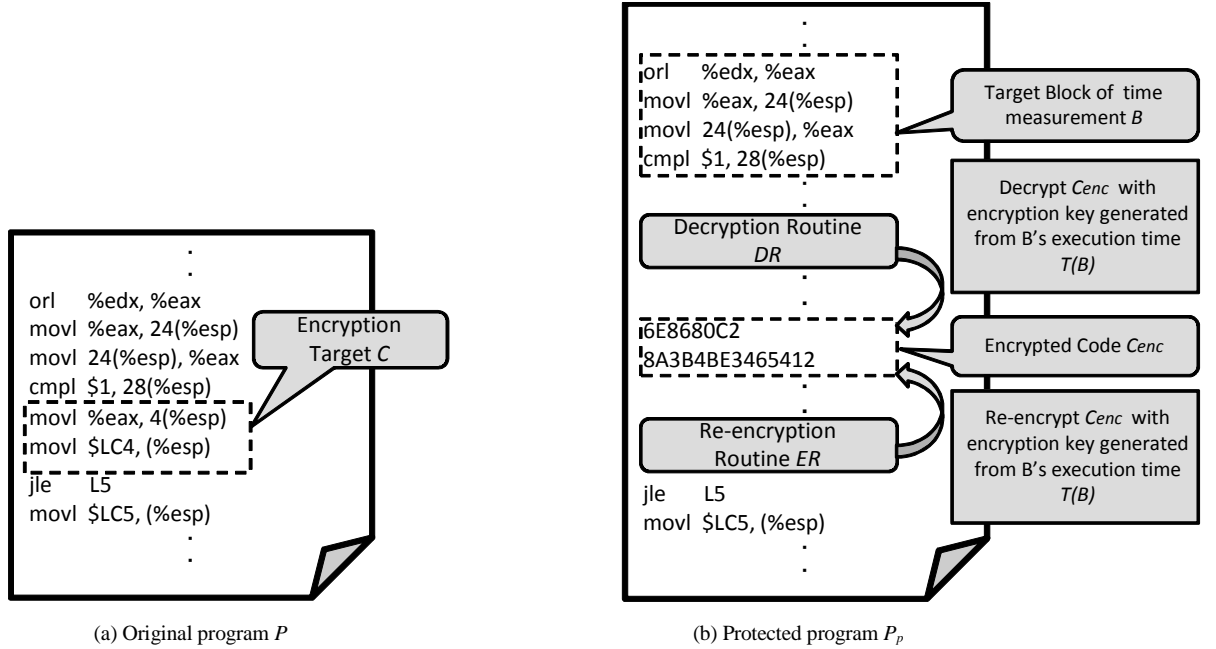 orl %edx, %eax
movl %eax, 24(%esp)
movl 24(%esp), %eax
cmpl $1, 28(%esp)
movl %eax, 4(%esp)
movl $LC4, (%esp)
jle L5
movl $LC5, (%esp)
Encryption
Target C
(a) Original program P
orl %edx, %eax
movl %eax, 24(%esp)
movl 24(%esp), %eax
cmpl $1, 28(%esp)
Target Block of time
measurement B
Decryption Routine
DR
Decrypt Cenc with
encryption key generated
from B's execution time
T(B)
6E8680C2
8A3B4BE3465412
Encrypted Code Cenc
Re-encryption
Routine ER
Re-encrypt Cenc with
encryption key generated
from B's execution time
T(B)
jle L5
movl $LC5, (%esp)
(b) Protected program Pp